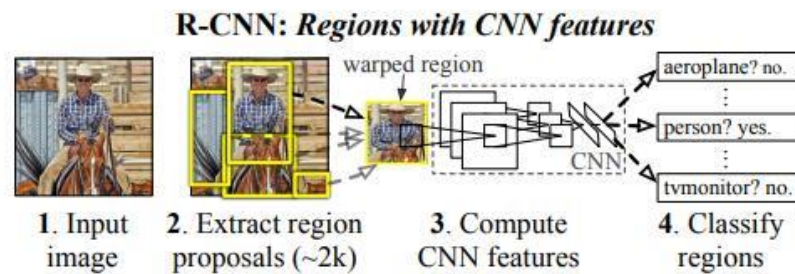 R-CNN: Regions with CNN features
warped region
aeroplane? no.
person? yes.
CNN
tvmonitor? no.
1. Input
image
2. Extract region
proposals (~2k)
3. Compute
CNN features
4. Classify
regions